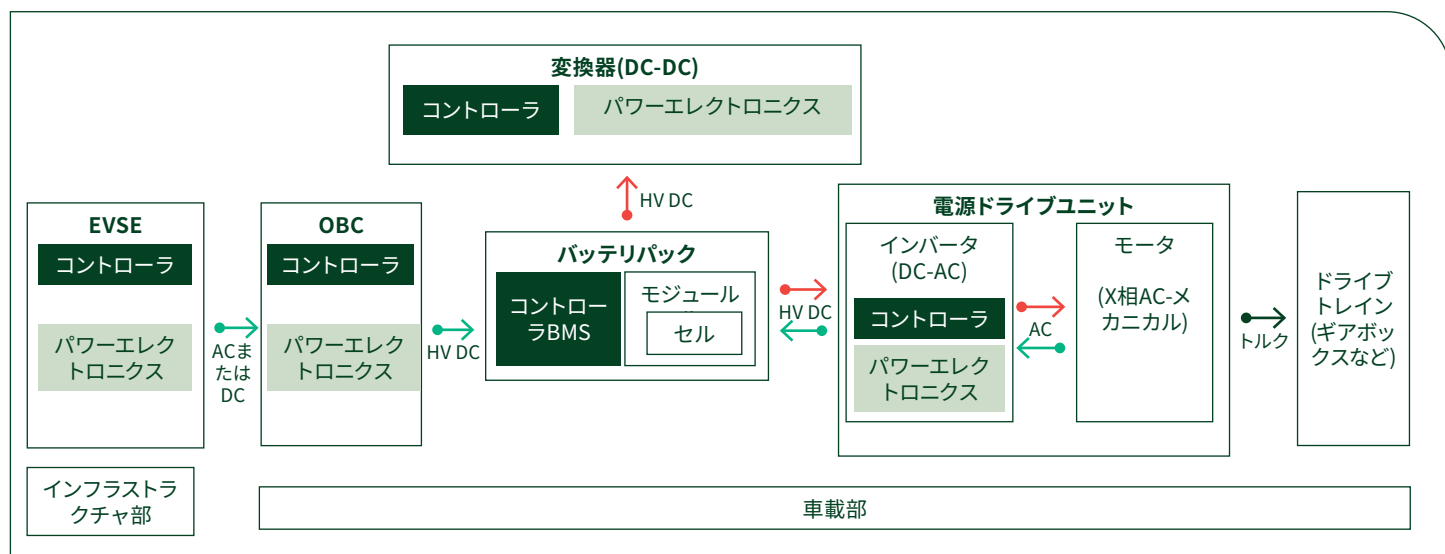 変換器(DC-DC)
コントローラ
パワーエレクトロニクス
HV DC
EVSE
コントローラ
パワーエレク
トロニクス
ACま
たは
DC
OBC
コントローラ
パワーエレク
トロニクス
HV DC
バッテリパック
コントロー
ラBMS
モジュール
セル
HV DC
電源ドライブユニット
インバータ
(DC-AC)
コントローラ
パワーエレク
トロニクス
AC
モータ
(X相AC-メ
カニカル)
トルク
ドライブ
トレイン
(ギアボッ
クスなど)
インフラストラ
クチャ部
車載部